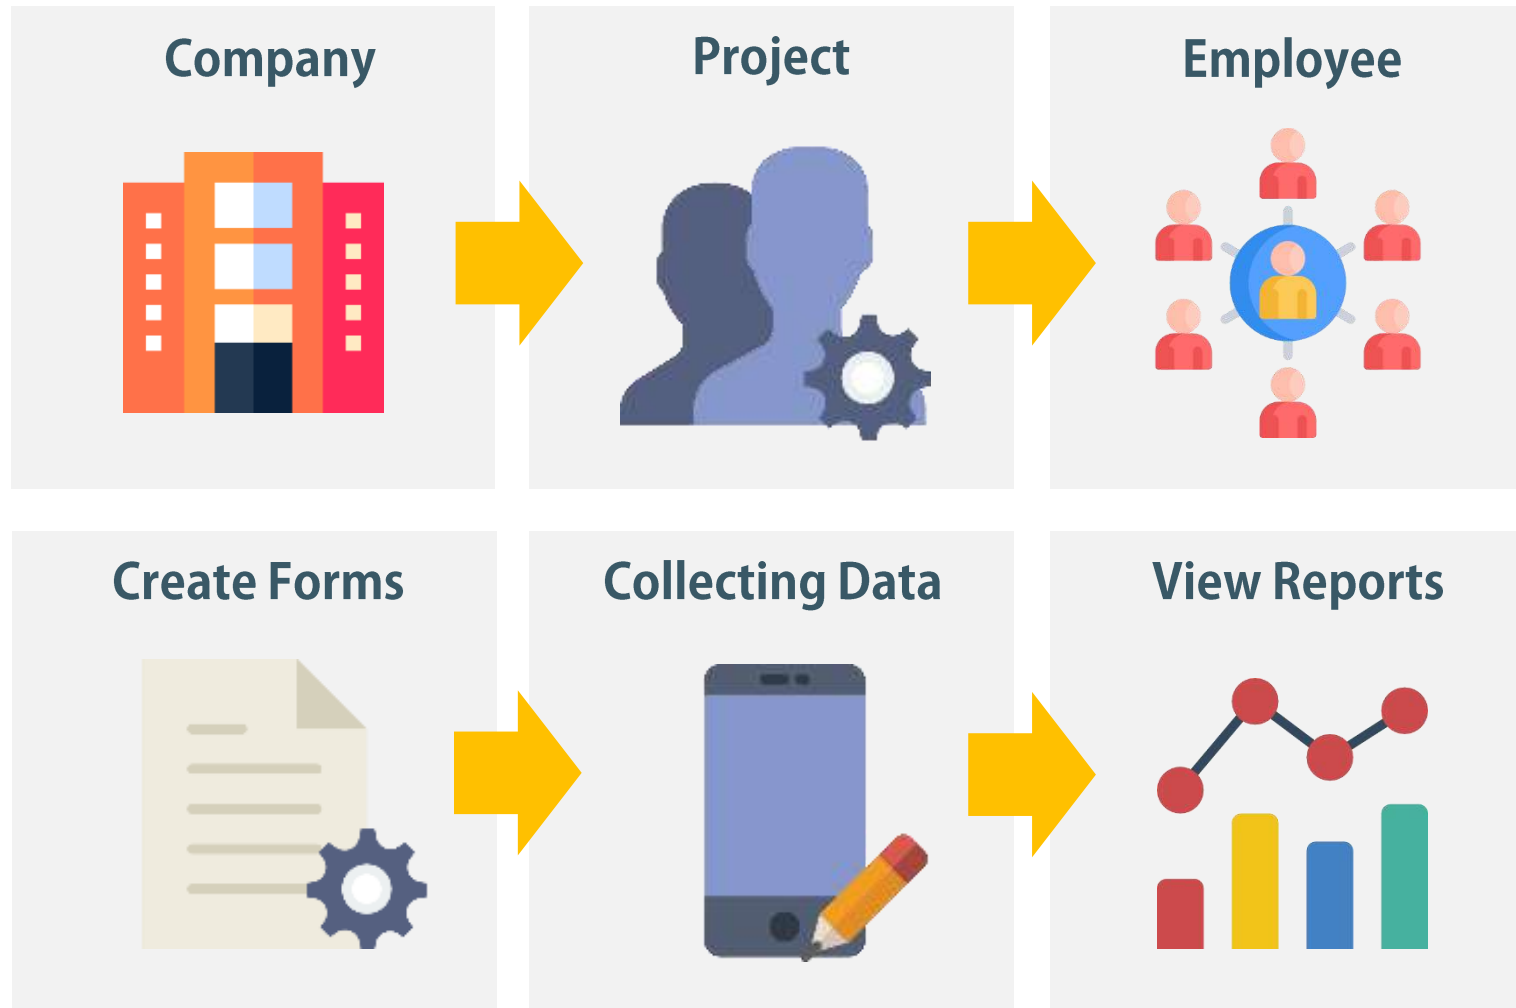 Company
Project
Employee
Create Forms
Collecting Data
View Reports